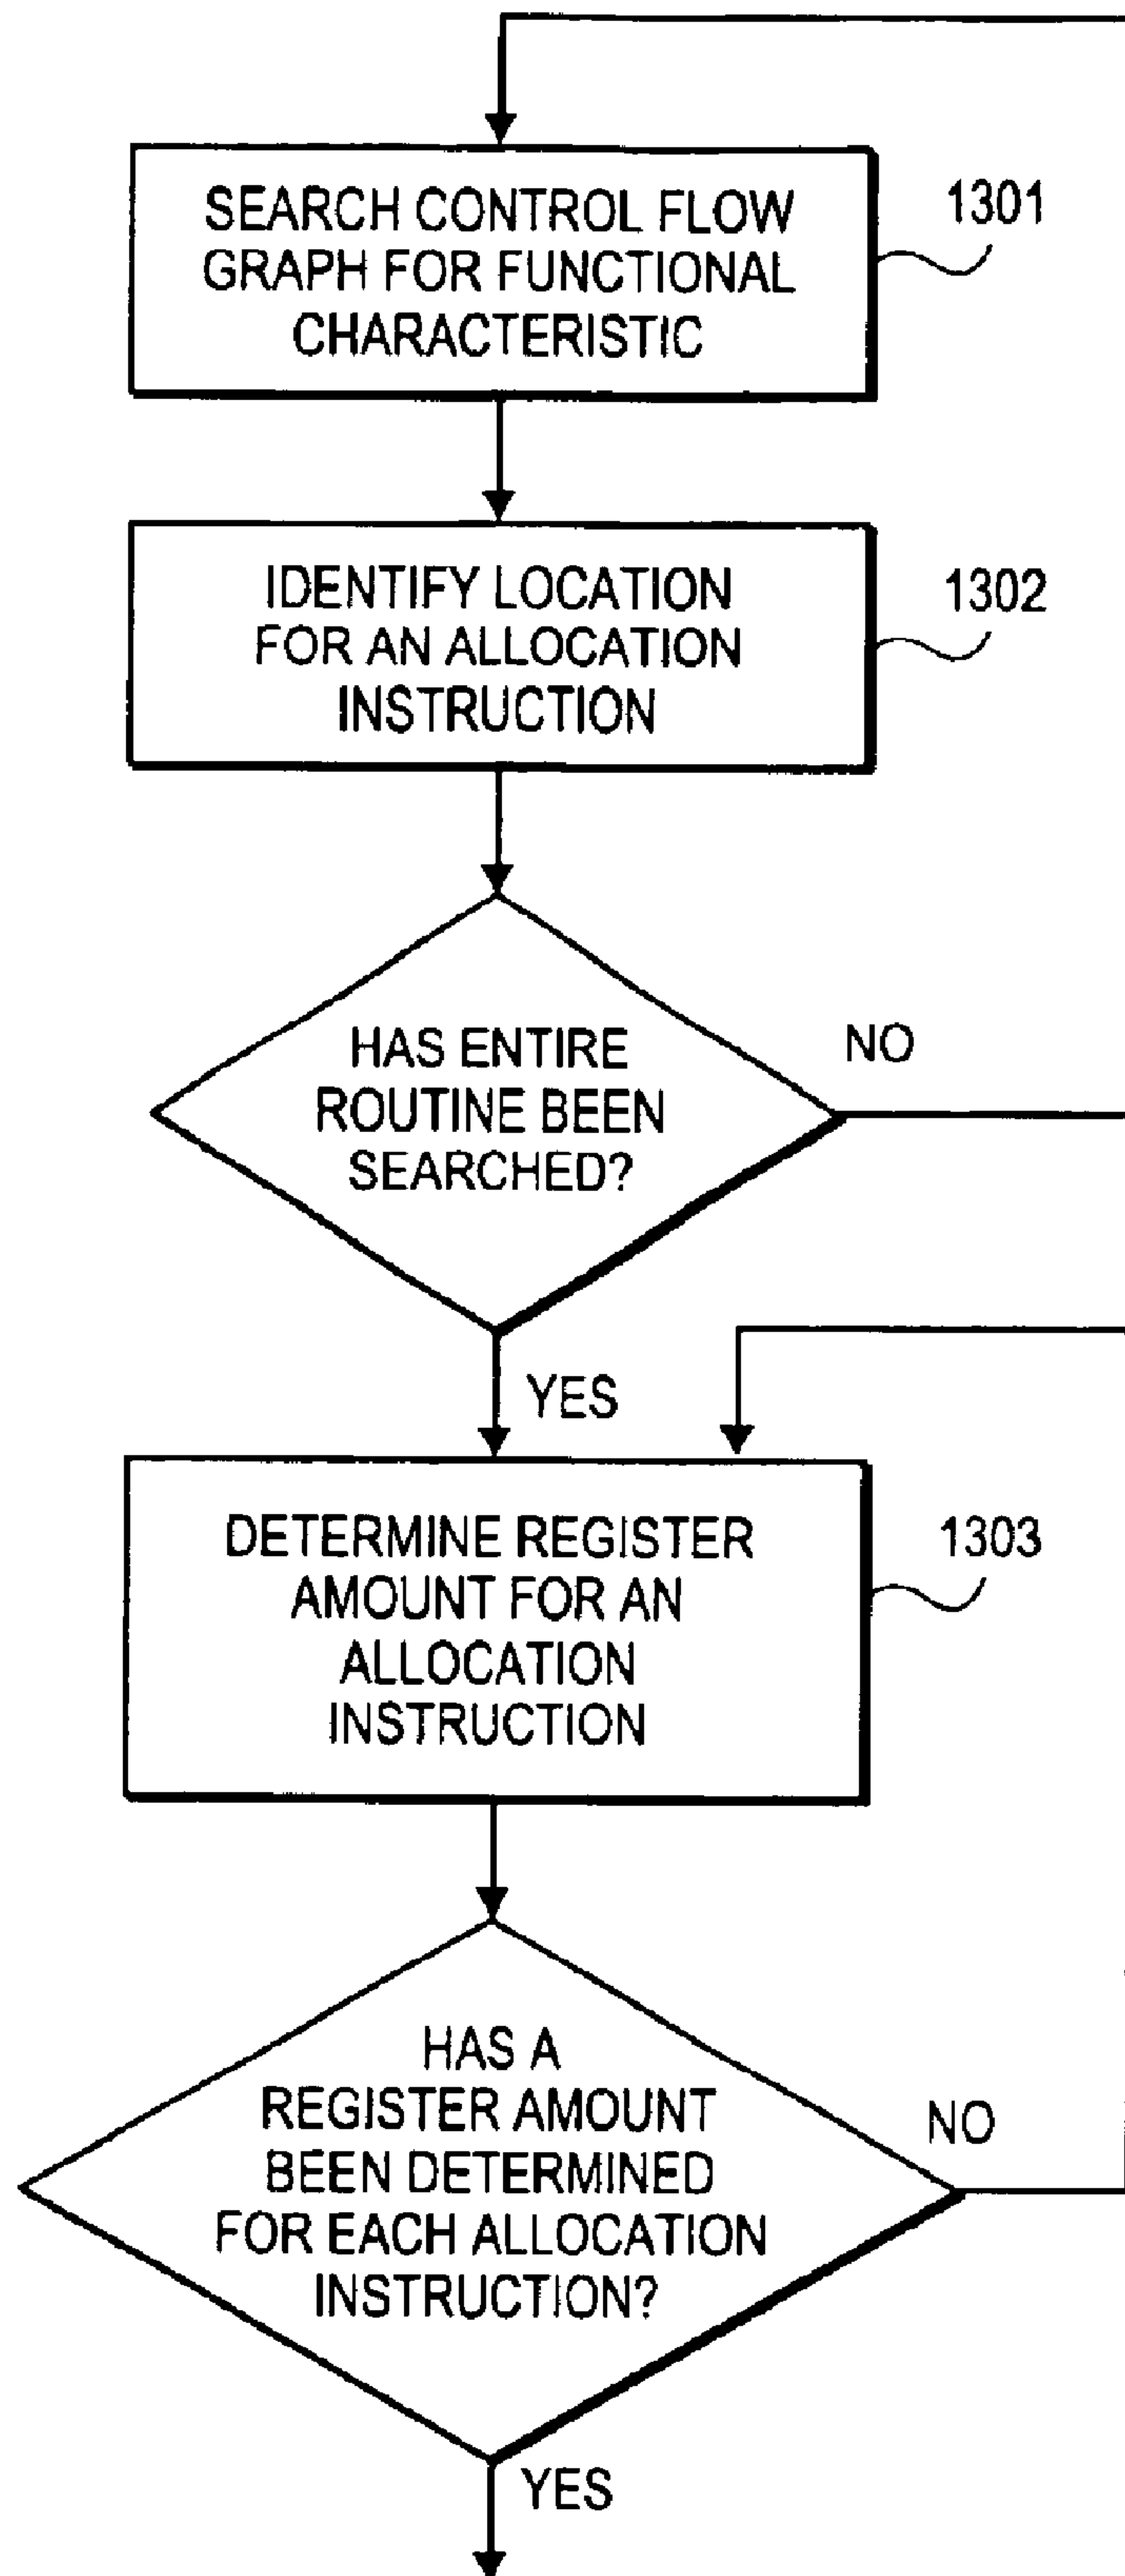 SEARCH CONTROL FLOW
GRAPH FOR FUNCTIONAL
CHARACTERISTIC
1301
IDENTIFY LOCATION
FOR AN ALLOCATION
INSTRUCTION
1302
HAS ENTIRE
ROUTINE BEEN
SEARCHED?
NO
YES
DETERMINE REGISTER
AMOUNT FOR AN
ALLOCATION
INSTRUCTION
1303
HAS A
REGISTER AMOUNT
BEEN DETERMINED
FOR EACH ALLOCATION
INSTRUCTION?
NO
YES